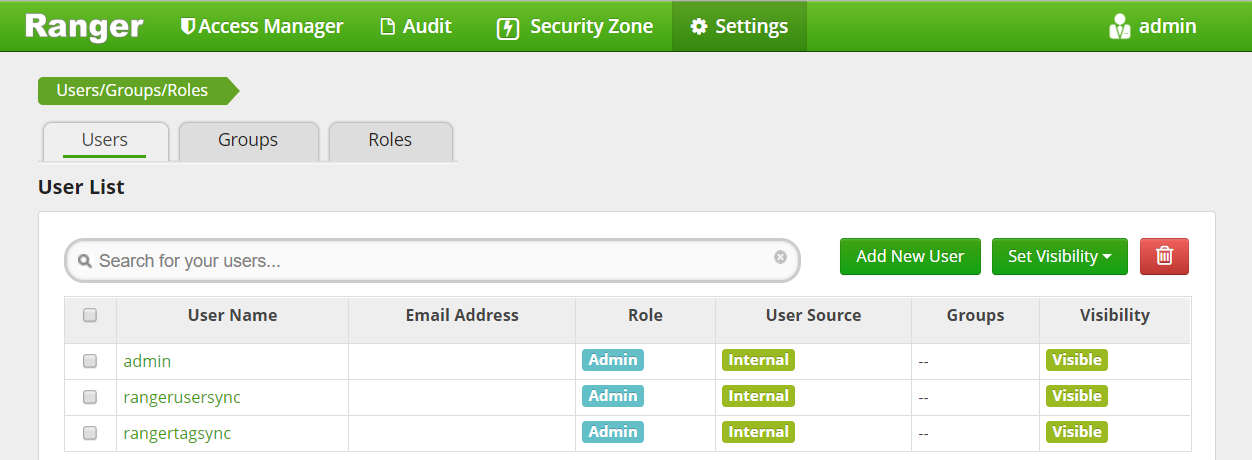 Ranger Access Manager Audit Security Zone Settings admin
Users/Groups/Roles
Users Groups Roles
User List
Search for your users... Add New User Set Visibility
User Name Email Address Role User Source Groups Visibility
admin Admin Internal -- Visible
rangerusersync Admin Internal -- Visible
rangertagsync Admin Internal -- Visible